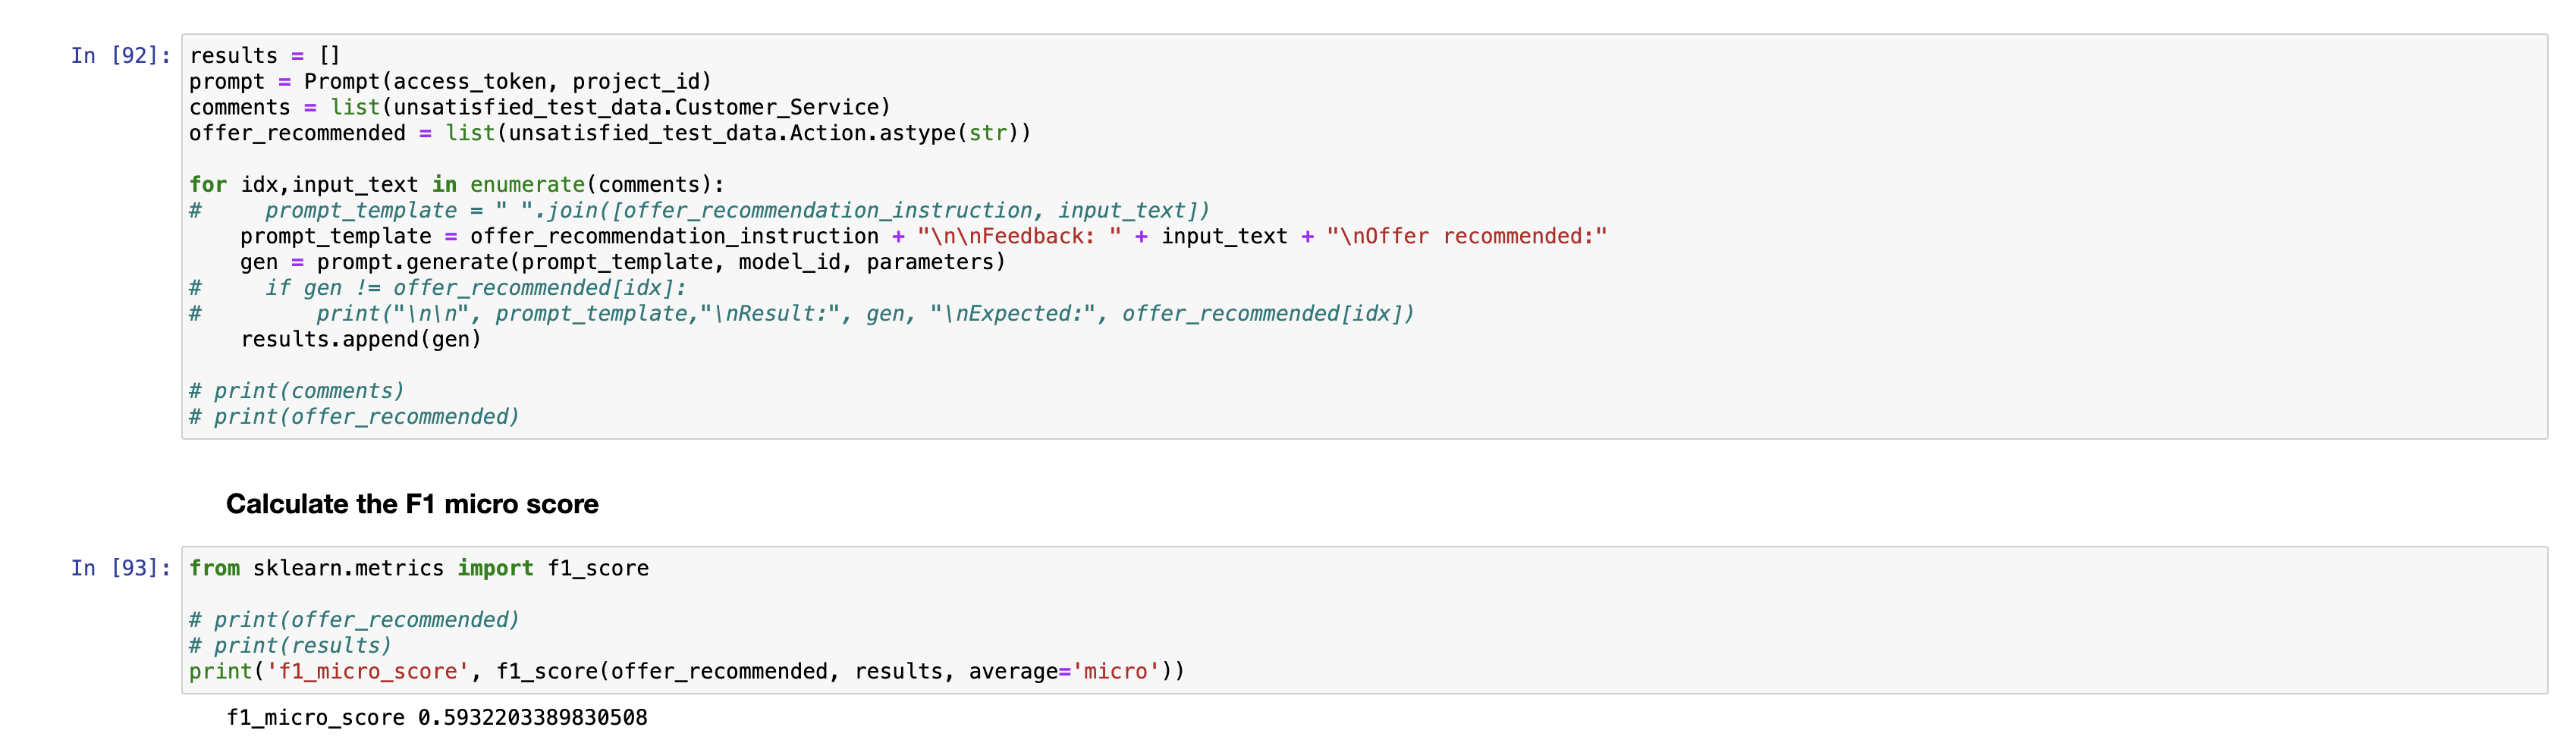 In [92]: results = []
prompt = Prompt(access_token, project_id)
comments = list(unsatisfied_test_data.Customer_Service)
offer_recommended = list(unsatisfied_test_data.Action.astype(str))
for idx,input_text in enumerate(comments):
#     prompt_template = " ".join([offer_recommendation_instruction, input_text])
    prompt_template = offer_recommendation_instruction + "\n\nFeedback: " + input_text + "\nOffer recommended:"
    gen = prompt.generate(prompt_template, model_id, parameters)
#     if gen != offer_recommended[idx]:
#         print("\n\n", prompt_template,"\nResult:", gen, "\nExpected:", offer_recommended[idx])
    results.append(gen)
# print(comments)
# print(offer_recommended)
Calculate the F1 micro score
In [93]: from sklearn.metrics import f1_score
# print(offer_recommended)
# print(results)
print('f1_micro_score', f1_score(offer_recommended, results, average='micro'))
f1_micro_score 0.5932203389830508